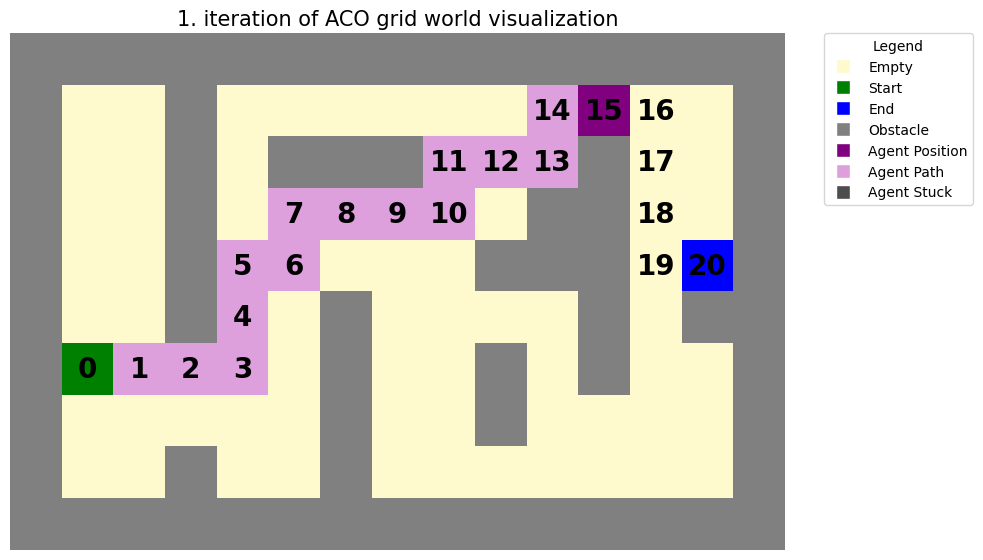 1. iteration of ACO grid world visualization
Legend
Empty
Start
End
Obstacle
Agent Position
Agent Path
Agent Stuck
14 15 16
11 12 13 17
7 8 9 10 18
5 6 19 20
4
0 1 2 3